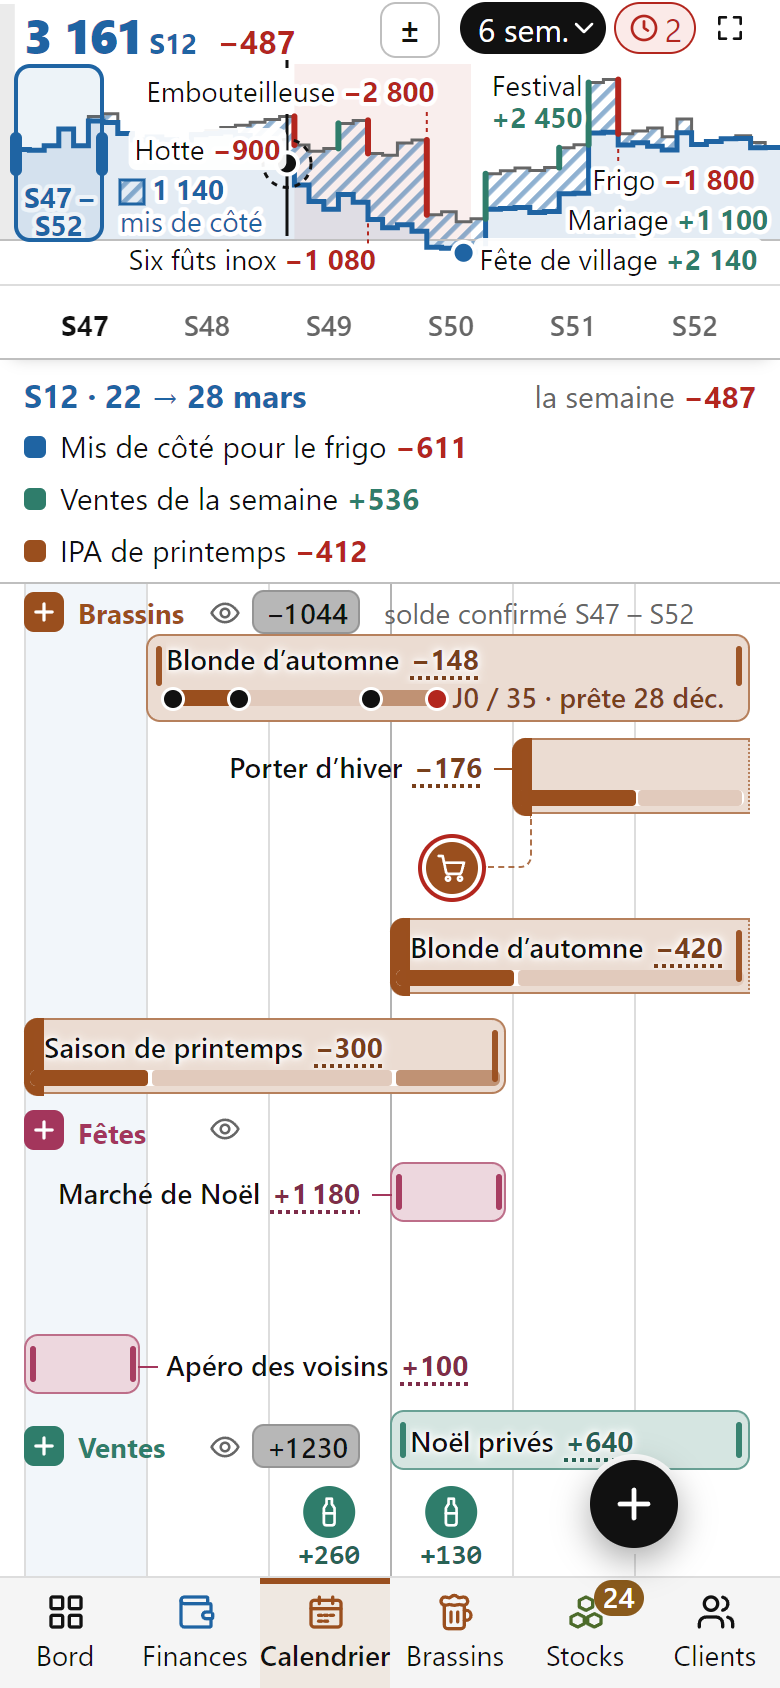 3 161 S12 −487 ± 6 sem. 2
Embouteilleuse −2 800
Festival
+2 450
Hotte −900
1 140
mis de côté
S47 –
S52
Frigo −1 800
Mariage +1 100
Six fûts inox −1 080
Fête de village +2 140
S47 S48 S49 S50 S51 S52
S12 · 22 → 28 mars la semaine −487
Mis de côté pour le frigo −611
Ventes de la semaine +536
IPA de printemps −412
Brassins −1044 solde confirmé S47 – S52
Blonde d’automne −148
J0 / 35 · prête 28 déc.
Porter d’hiver −176
Blonde d’automne −420
Saison de printemps −300
Fêtes
Marché de Noël +1 180
Apéro des voisins +100
Ventes +1230 Noël privés +640
+260 +130
24
Bord Finances Calendrier Brassins Stocks Clients